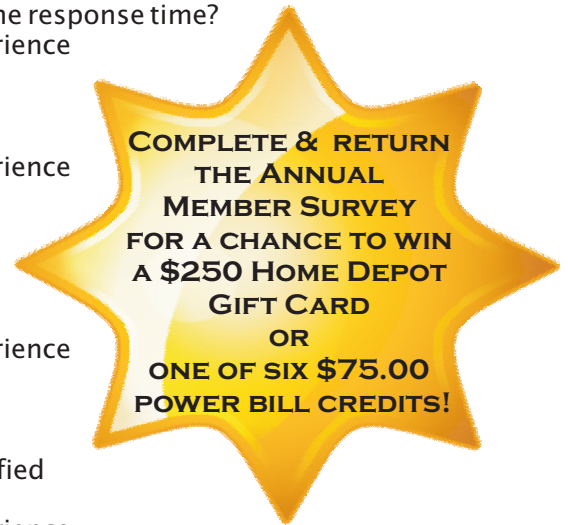 ne response time?
rience
rience
rience
fied
rience
COMPLETE & RETURN
THE ANNUAL
MEMBER SURVEY
FOR A CHANCE TO WIN
A $250 HOME DEPOT
GIFT CARD
OR
ONE OF SIX $75.00
POWER BILL CREDITS!